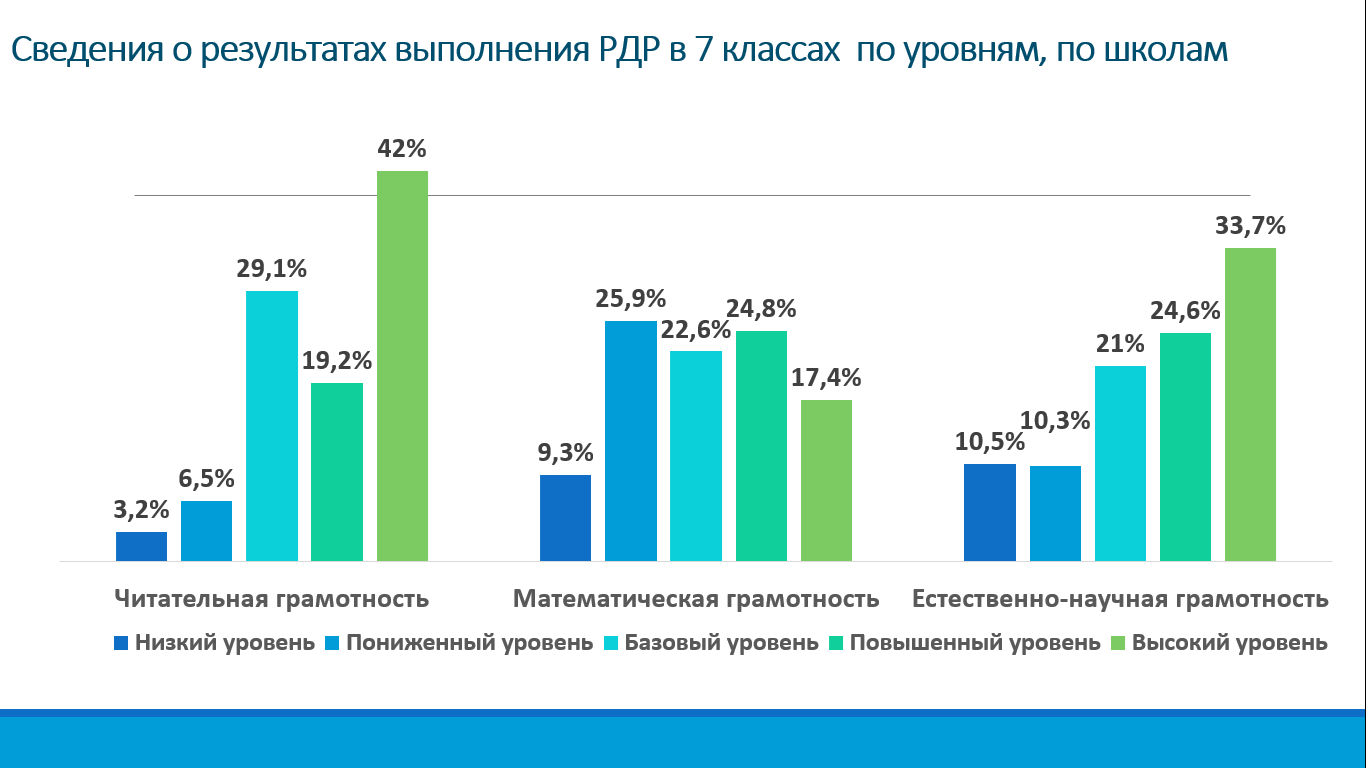 Сведения о результатах выполнения РДР в 7 классах  по уровням, по школам
42%
33,7%
29,1%
25,9%
24,8%
24,6%
22,6%
21%
19,2%
17,4%
10,3%
10,5%
9,3%
6,5%
3,2%
Читательная грамотность
Математическая грамотность
Естественно-научная грамотность
Низкий уровень
Пониженный уровень
Базовый уровень
Повышенный уровень
Высокий уровень